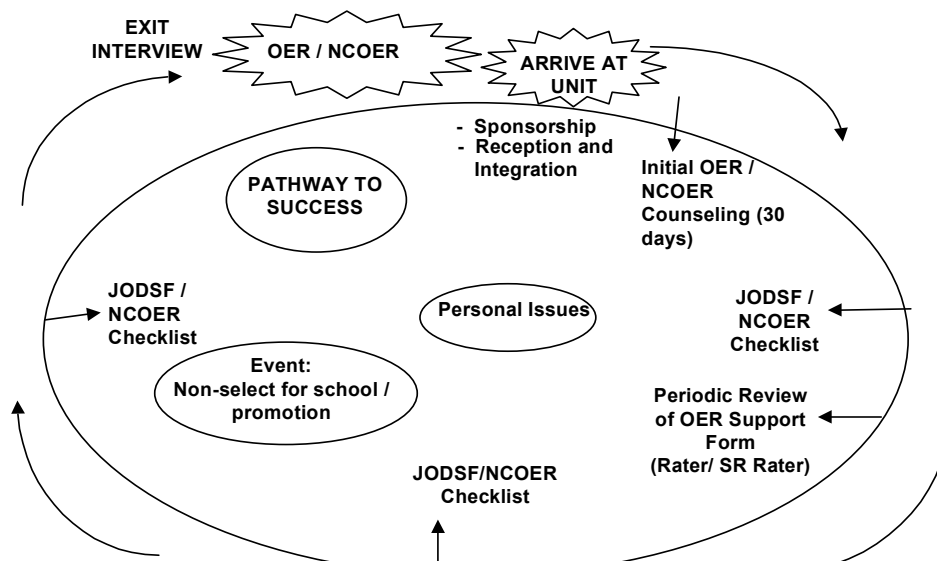 EXIT
INTERVIEW
OER / NCOER
ARRIVE AT
UNIT
- Sponsorship
- Reception and
Integration
Initial OER /
NCOER
Counseling (30
days)
PATHWAY TO
SUCCESS
JODSF /
NCOER
Checklist
Personal Issues
JODSF /
NCOER
Checklist
Event:
Non-select for school /
promotion
Periodic Review
of OER Support
Form
(Rater/ SR Rater)
JODSF/NCOER
Checklist